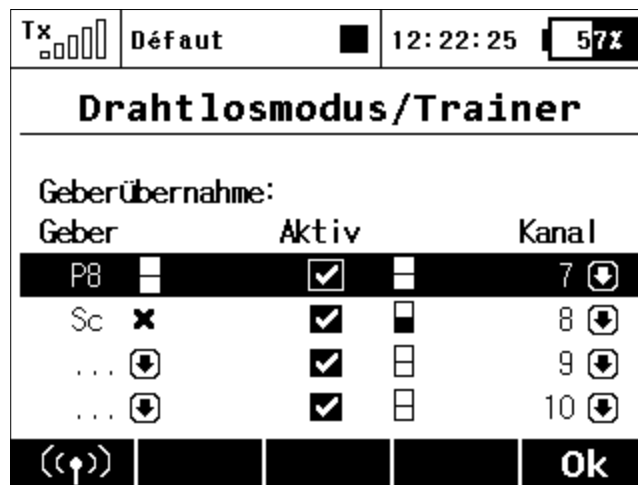 Tx Défaut 12:22:25 57%
Drahtlosmodus/Trainer
Geberübernahme:
Geber Aktiv Kanal
P8 7
Sc 8
... 9
... 10
Ok